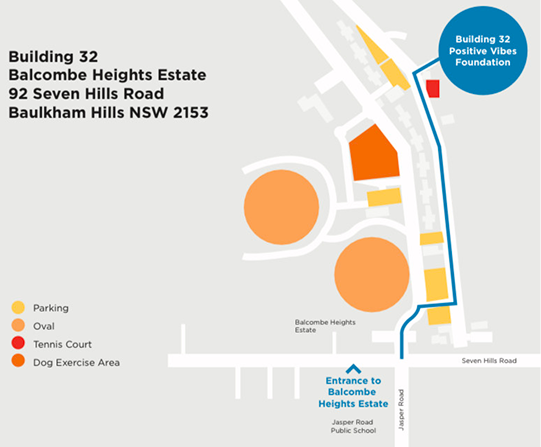 Building 32
Balcombe Heights Estate
92 Seven Hills Road
Baulkham Hills NSW 2153
Building 32
Positive Vibes
Foundation
Parking
Oval
Tennis Court
Dog Exercise Area
Balcombe Heights
Estate
Seven Hills Road
Entrance to
Balcombe
Heights Estate
Jasper Road
Public School
Jasper Road